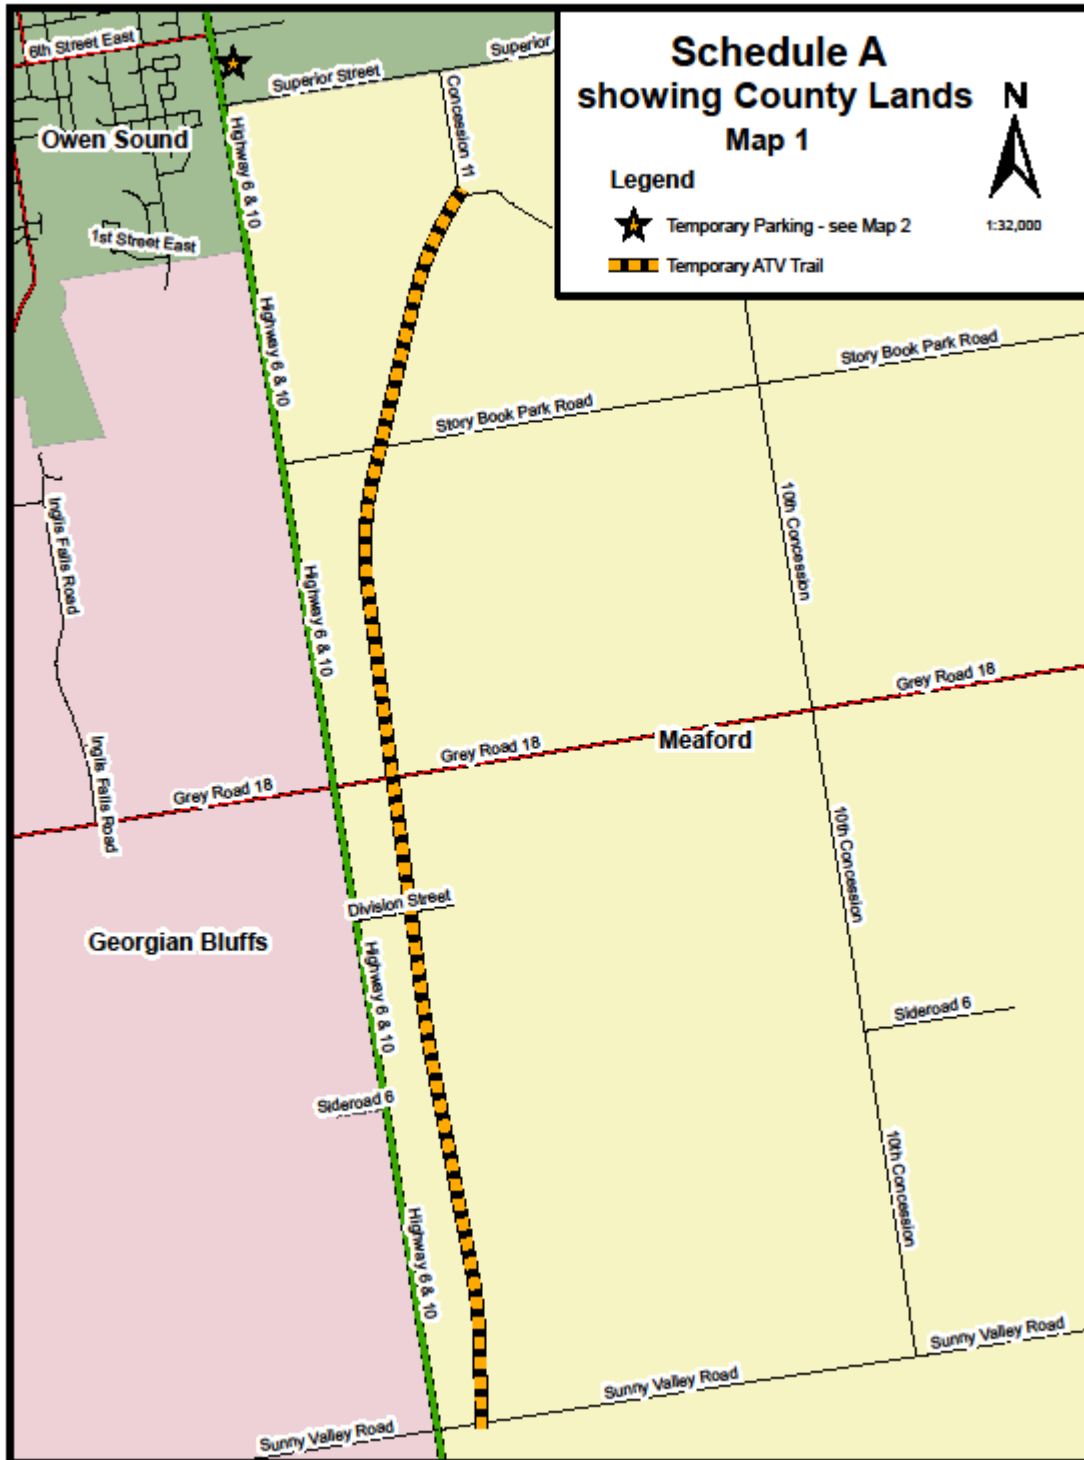 Schedule A
showing County Lands
Map 1
N
1:32,000
Legend
Temporary Parking - see Map 2
Temporary ATV Trail
6th Street East
Superior
Superior Street
Concession 11
Owen Sound
Highway 6 & 10
1st Street East
Highway 6 & 10
Story Book Park Road
Story Book Park Road
Inglis Falls Road
10th Concession
Highway 6 & 10
Grey Road 18
Meaford
Grey Road 18
Inglis Falls Road
Grey Road 18
10th Concession
Division Street
Georgian Bluffs
Highway 6 & 10
Sideroad 6
Sideroad 6
10th Concession
Highway 6 & 10
Sunny Valley Road
Sunny Valley Road
Sunny Valley Road